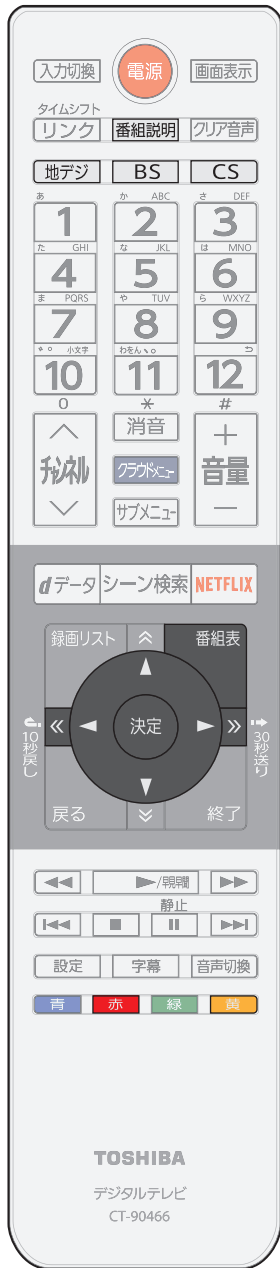 入力切換 電源 画面表示
タイムシフト
リンク 番組説明 クリア音声
地デジ BS CS
あ か ABC さ DEF
1 2 3
た GHI な JKL は MNO
4 5 6
ま PQRS や TUV ら WXYZ
7 8 9
゛゜ 小文字 わをん、。
10 11 12
0 * #
チャンネル 消音 + 音量 −
クラウドメニュー
サブメニュー
dデータ シーン検索 NETFLIX
録画リスト 番組表
10秒戻し 決定 30秒送り
戻る 終了
静止
設定 字幕 音声切換
青 赤 緑 黄
TOSHIBA
デジタルテレビ
CT-90466